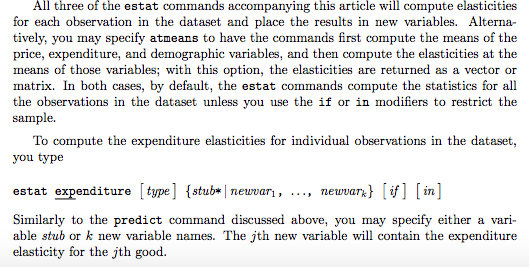 All three of the estat commands accompanying this article will compute elasticities
for each observation in the dataset and place the results in new variables. Alterna-
tively, you may specify atmeans to have the commands first compute the means of the
price, expenditure, and demographic variables, and then compute the elasticities at the
means of those variables; with this option, the elasticities are returned as a vector or
matrix. In both cases, by default, the estat commands compute the statistics for all
the observations in the dataset unless you use the if or in modifiers to restrict the
sample.
To compute the expenditure elasticities for individual observations in the dataset,
you type
estat expenditure [type] {stub*|newvar₁, ..., newvarₖ} [if] [in]
Similarly to the predict command discussed above, you may specify either a vari-
able stub or k new variable names. The jth new variable will contain the expenditure
elasticity for the jth good.